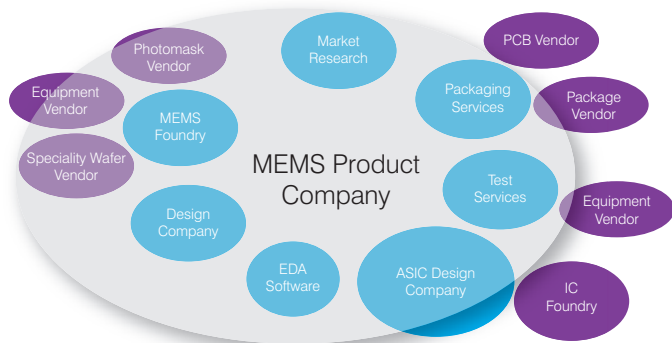 Photomask
Vendor
Market
Research
PCB Vendor
Equipment
Vendor
MEMS
Foundry
Packaging
Services
Package
Vendor
Speciality Wafer
Vendor
MEMS Product
Company
Test
Services
Design
Company
Equipment
Vendor
EDA
Software
ASIC Design
Company
IC
Foundry